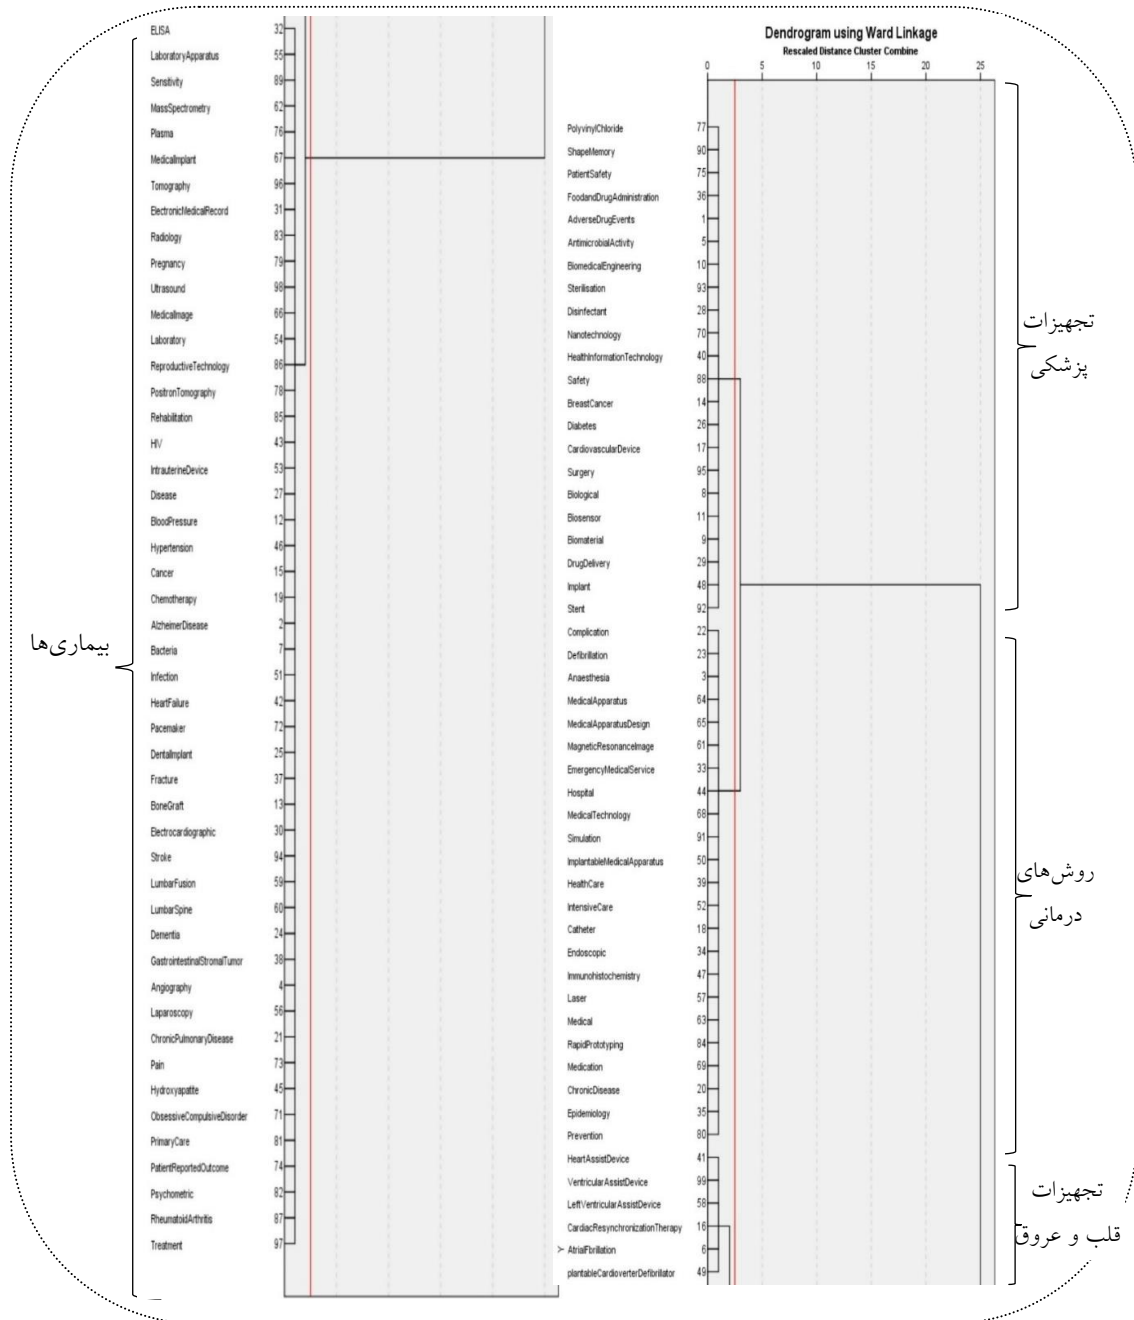 ELISA 32
LaboratoryApparatus 55
Sensitivity 89
MassSpectrometry 62
Plasma 76
MedicalImplant 67
Tomography 96
ElectronicMedicalRecord 31
Radiology 83
Pregnancy 79
Ultrasound 98
MedicalImage 66
Laboratory 54
ReproductiveTechnology 86
PositronTomography 78
Rehabilitation 85
HIV 43
IntrauterineDevice 53
Disease 27
BloodPressure 12
Hypertension 46
Cancer 15
Chemotherapy 19
AlzheimerDisease 2
Bacteria 7
Infection 51
HeartFailure 42
Pacemaker 72
DentalImplant 25
Fracture 37
BoneGraft 13
Electrocardiographic 30
Stroke 94
LumbarFusion 59
LumbarSpine 60
Dementia 24
GastrointestinalStromalTumor 38
Angiography 4
Laparoscopy 56
ChronicPulmonaryDisease 21
Pain 73
Hydroxyapatite 45
ObsessiveCompulsiveDisorder 71
PrimaryCare 81
PatientReportedOutcome 74
Psychometric 82
RheumatoidArthritis 87
Treatment 97
بیماری‌ها
Dendrogram using Ward Linkage
Rescaled Distance Cluster Combine
0 5 10 15 20 25
PolyvinylChloride 77
ShapeMemory 90
PatientSafety 75
FoodandDrugAdministration 36
AdverseDrugEvents 1
AntimicrobialActivity 5
BiomedicalEngineering 10
Sterilisation 93
Disinfectant 28
Nanotechnology 70
HealthInformationTechnology 40
Safety 88
BreastCancer 14
Diabetes 26
CardiovascularDevice 17
Surgery 95
Biological 8
Biosensor 11
Biomaterial 9
DrugDelivery 29
Implant 48
Stent 92
Complication 22
Defibrillation 23
Anaesthesia 3
MedicalApparatus 64
MedicalApparatusDesign 65
MagneticResonanceImage 61
EmergencyMedicalService 33
Hospital 44
MedicalTechnology 68
Simulation 91
ImplantableMedicalApparatus 50
HealthCare 39
IntensiveCare 52
Catheter 18
Endoscopic 34
Immunohistochemistry 47
Laser 57
Medical 63
RapidPrototyping 84
Medication 69
ChronicDisease 20
Epidemiology 35
Prevention 80
HeartAssistDevice 41
VentricularAssistDevice 99
LeftVentricularAssistDevice 58
CardiacResynchronizationTherapy 16
AtrialFbrillation 6
plantableCardioverterDefibrillator 49
تجهیزات
پزشکی
روش‌های
درمانی
تجهیزات
قلب و عروق